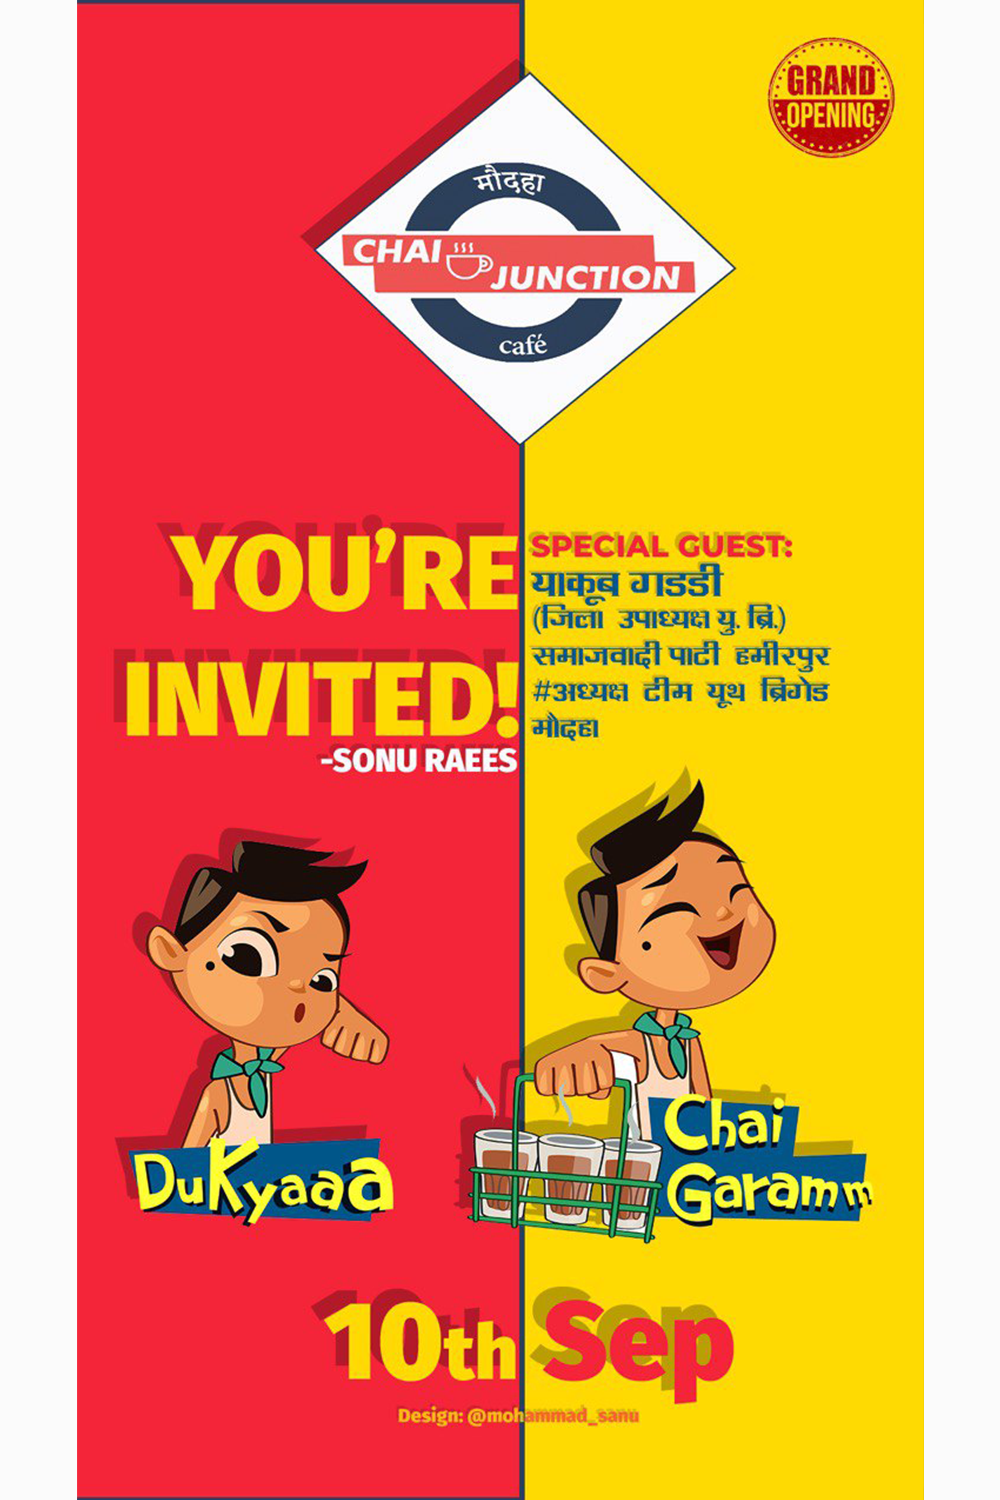 GRAND
OPENING
मौदहा
CHAI
JUNCTION
café
YOU'RE
INVITED!
-SONU RAEES
SPECIAL GUEST:
याकूब गडडी
(जिला उपाध्यक्ष यु. ब्रि.)
समाजवादी पाटी हमीरपुर
#अध्यक्ष टीम यूथ ब्रिगेड
मौदहा
DuKyaaa
Chai
Garamm
10th Sep
Design: @mohammad_sanu